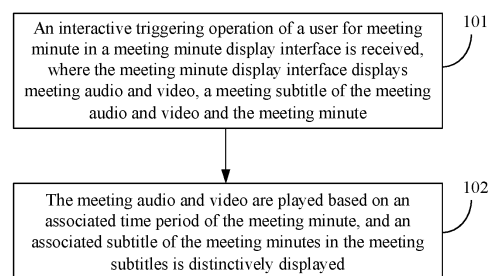 An interactive triggering operation of a user for meeting
minute in a meeting minute display interface is received,
where the meeting minute display interface displays
meeting audio and video, a meeting subtitle of the meeting
audio and video and the meeting minute
101
The meeting audio and video are played based on an
associated time period of the meeting minute, and an
associated subtitle of the meeting minutes in the meeting
subtitles is distinctively displayed
102